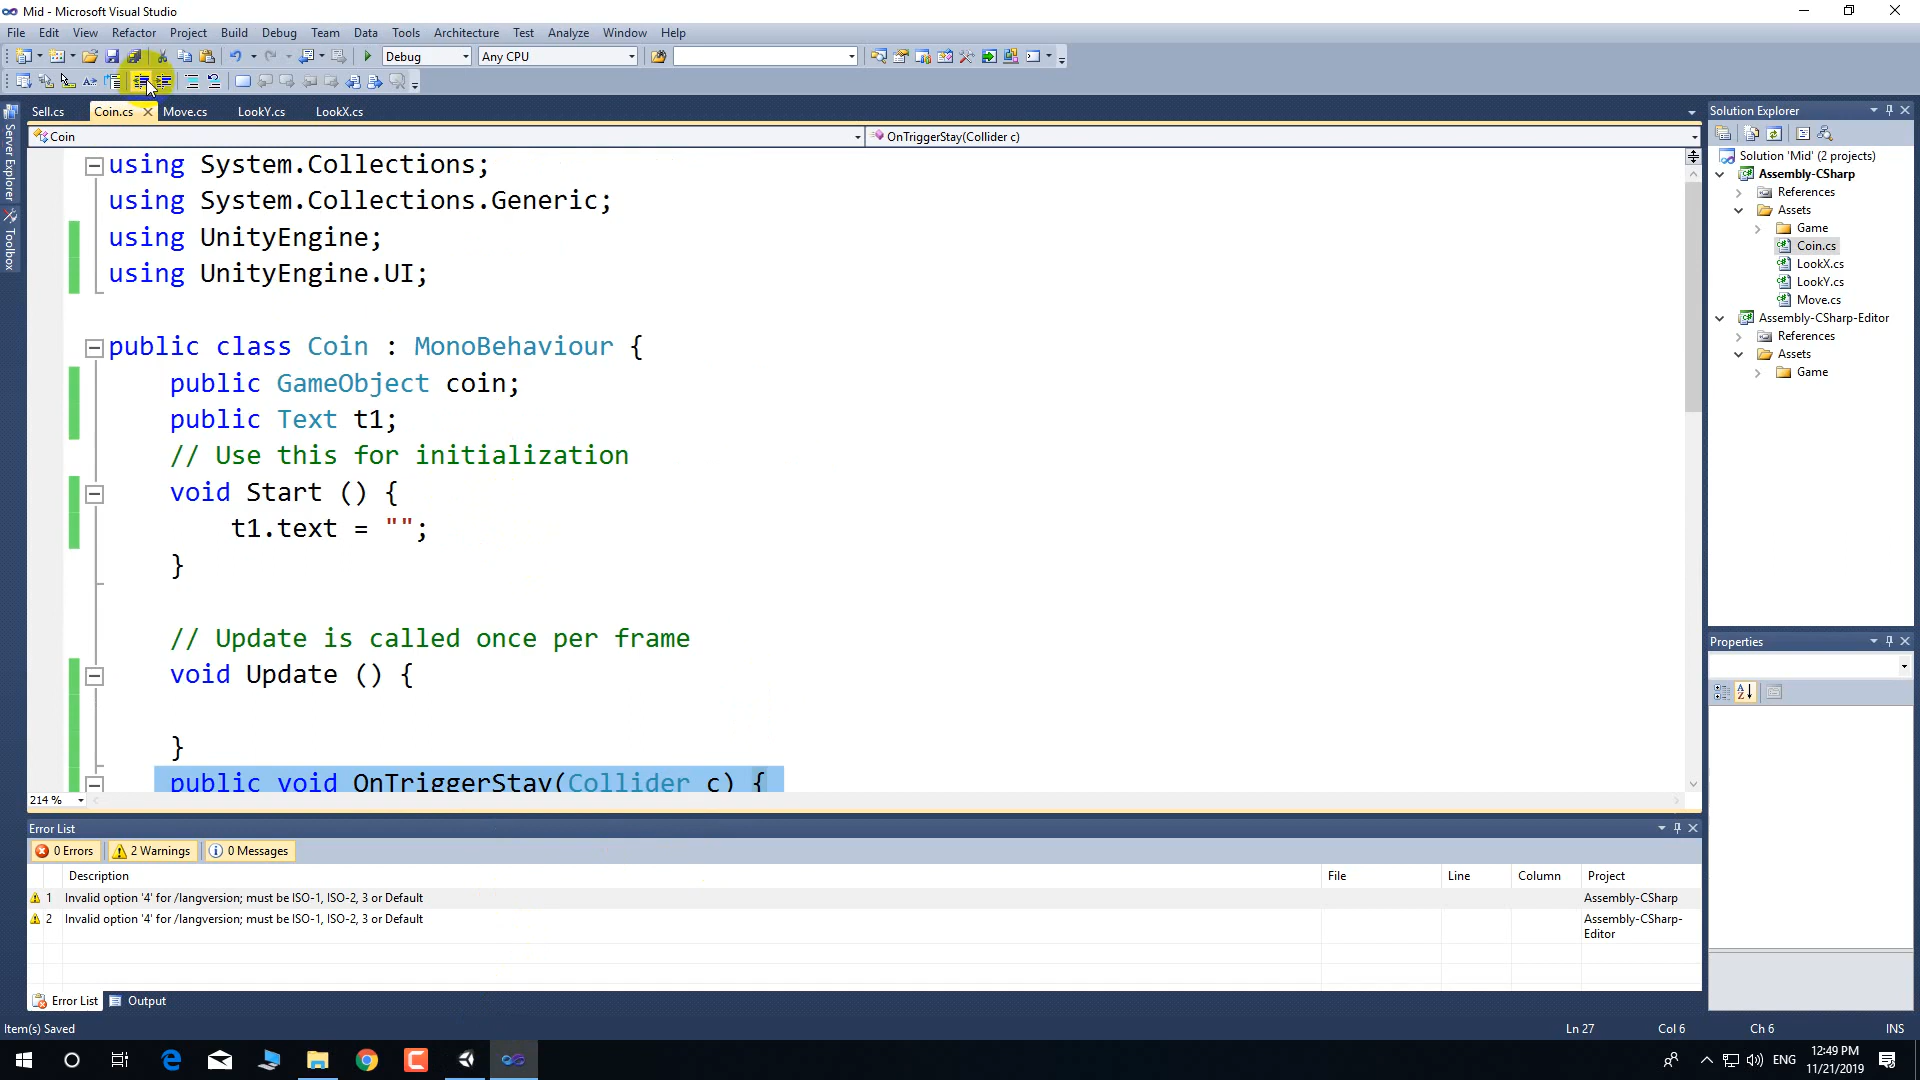 Mid - Microsoft Visual Studio
File Edit View Refactor Project Build Debug Team Data Tools Architecture Test Analyze Window Help
Debug Any CPU
Sell.cs Coin.cs Move.cs LookY.cs LookX.cs
Coin OnTriggerStay(Collider c)
Server Explorer
Toolbox
using System.Collections;
using System.Collections.Generic;
using UnityEngine;
using UnityEngine.UI;
public class Coin : MonoBehaviour {
public GameObject coin;
public Text t1;
// Use this for initialization
void Start () {
t1.text = "";
}
// Update is called once per frame
void Update () {
}
public void OnTriggerStay(Collider c) {
214 %
Solution Explorer
Solution 'Mid' (2 projects)
Assembly-CSharp
References
Assets
Game
Coin.cs
LookX.cs
LookY.cs
Move.cs
Assembly-CSharp-Editor
References
Assets
Game
Properties
Error List
0 Errors 2 Warnings 0 Messages
Description File Line Column Project
1 Invalid option '4' for /langversion; must be ISO-1, ISO-2, 3 or Default Assembly-CSharp
2 Invalid option '4' for /langversion; must be ISO-1, ISO-2, 3 or Default Assembly-CSharp-
Editor
Error List Output
Item(s) Saved Ln 27 Col 6 Ch 6 INS
ENG 12:49 PM
11/21/2019